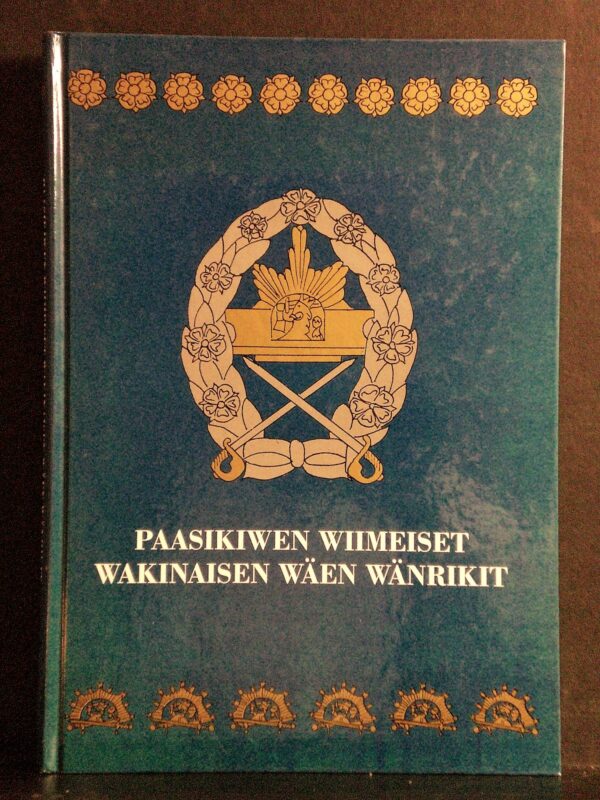 PAASIKIWEN WIIMEISET
WAKINAISEN WÄEN WÄNRIKIT